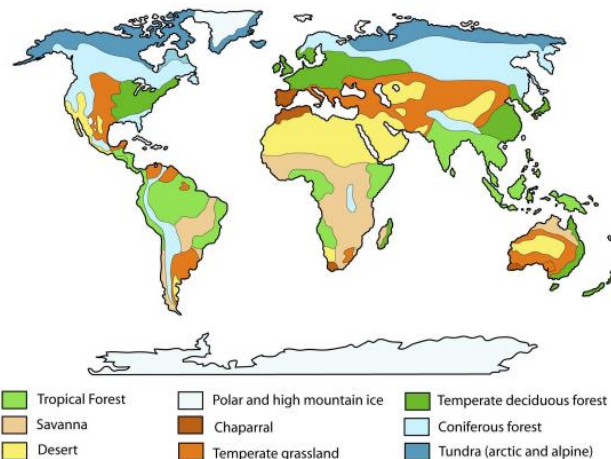 Tropical Forest
Polar and high mountain ice
Temperate deciduous forest
Savanna
Chaparral
Coniferous forest
Desert
Temperate grassland
Tundra (arctic and alpine)